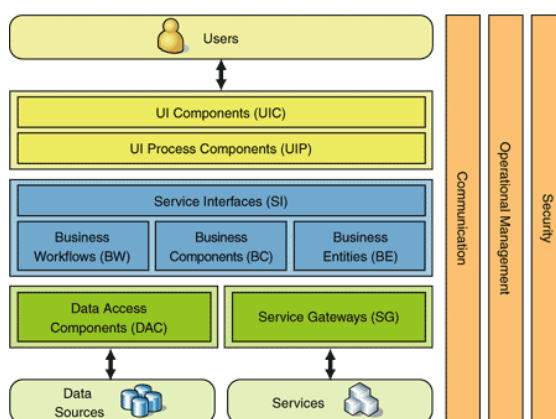 Users
UI Components (UIC)
UI Process Components (UIP)
Service Interfaces (SI)
Business
Workflows (BW)
Business
Components (BC)
Business
Entities (BE)
Data Access
Components (DAC)
Service Gateways (SG)
Data
Sources
Services
Communication
Operational Management
Security